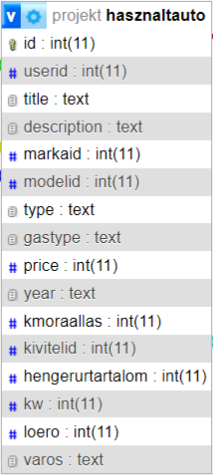 v projekt hasznaltauto
id : int(11)
# userid : int(11)
title : text
description : text
# markaid : int(11)
# modelid : int(11)
type : text
gastype : text
# price : int(11)
year : text
# kmoraallas : int(11)
# kivitelid : int(11)
# hengerurtartalom : int(11)
# kw : int(11)
# loero : int(11)
varos : text